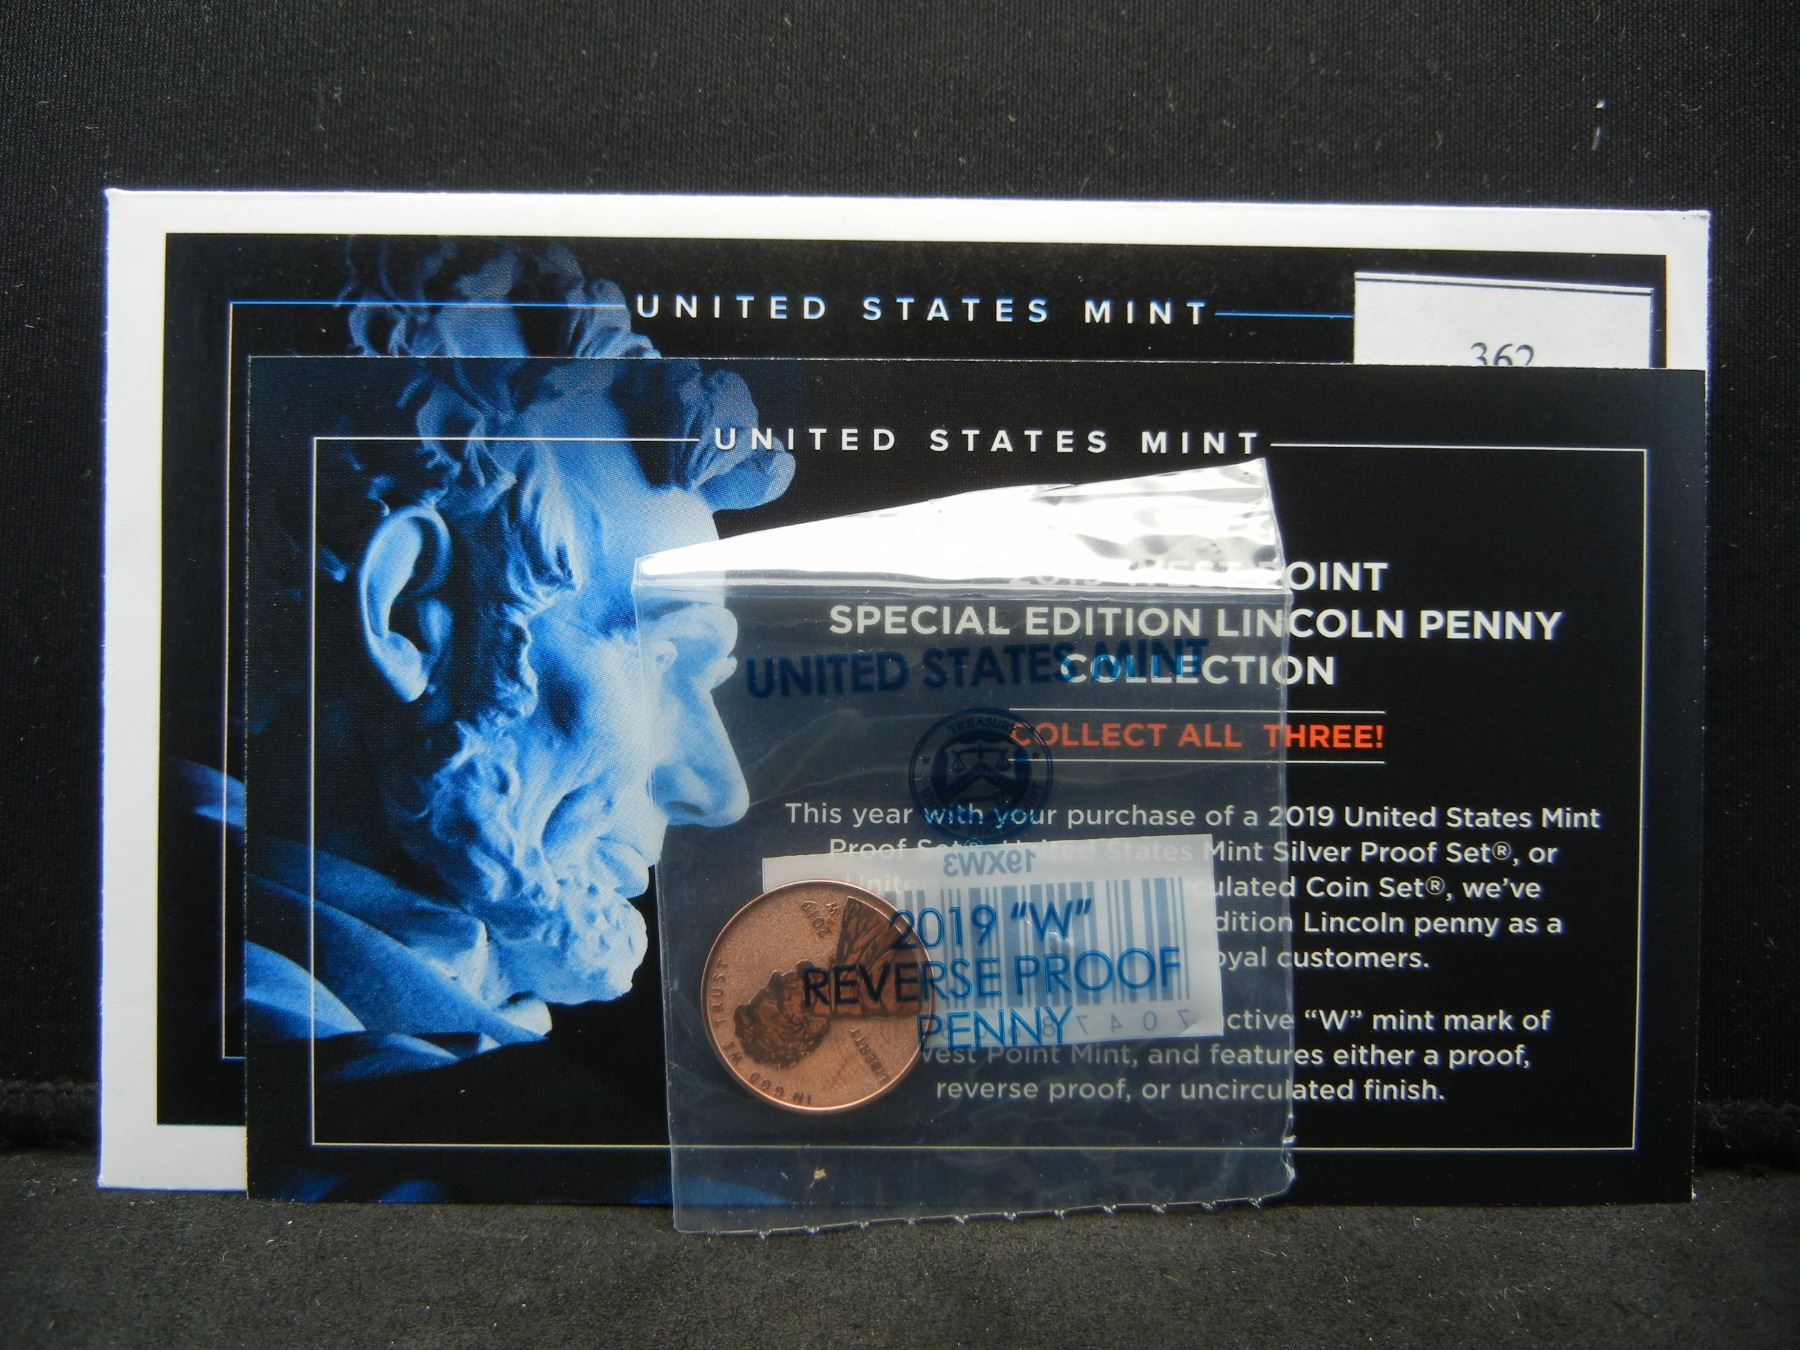 UNITED STATES MINT
362
UNITED STATES MINT
2019 WEST POINT
SPECIAL EDITION LINCOLN PENNY
COLLECTION
COLLECT ALL THREE!
This year with your purchase of a 2019 United States Mint
Proof Set®, United States Mint Silver Proof Set®, or
Unite culated Coin Set®, we've
dition Lincoln penny as a
oyal customers.
ctive "W" mint mark of
West Point Mint, and features either a proof,
reverse proof, or uncirculated finish.
UNITED STATES MINT
TREASURY
19XW3
2019 "W"
REVERSE PROOF
PENNY
IN GOD WE TRUST
LIBERTY
2019
W